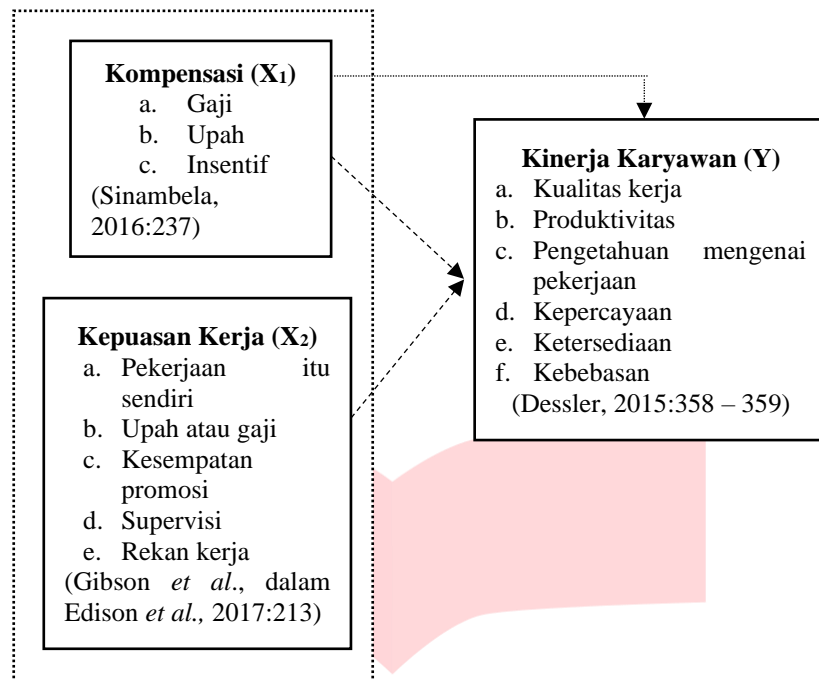 Kompensasi (X₁)
a. Gaji
b. Upah
c. Insentif
(Sinambela,
2016:237)
Kepuasan Kerja (X₂)
a. Pekerjaan itu
sendiri
b. Upah atau gaji
c. Kesempatan
promosi
d. Supervisi
e. Rekan kerja
(Gibson et al., dalam
Edison et al., 2017:213)
Kinerja Karyawan (Y)
a. Kualitas kerja
b. Produktivitas
c. Pengetahuan mengenai
pekerjaan
d. Kepercayaan
e. Ketersediaan
f. Kebebasan
(Dessler, 2015:358 – 359)